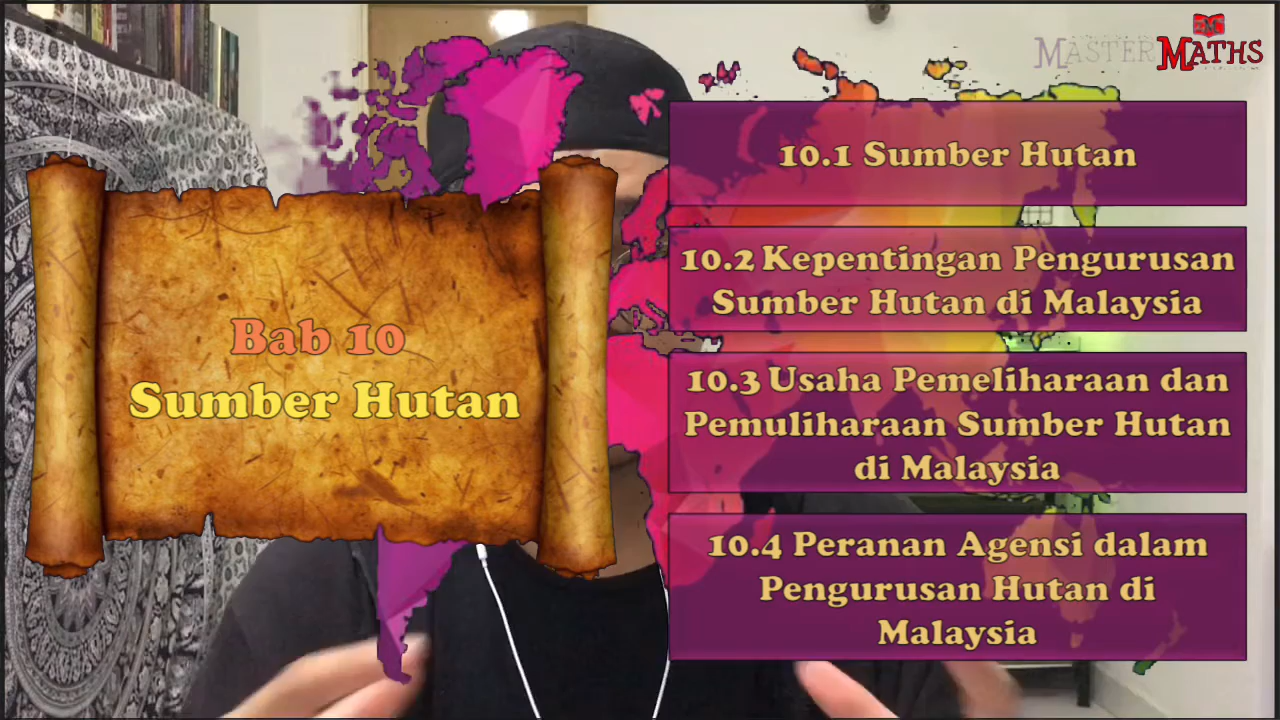 MASTER MATHS
Bab 10
Sumber Hutan
10.1 Sumber Hutan
10.2 Kepentingan Pengurusan
Sumber Hutan di Malaysia
10.3 Usaha Pemeliharaan dan
Pemuliharaan Sumber Hutan
di Malaysia
10.4 Peranan Agensi dalam
Pengurusan Hutan di
Malaysia